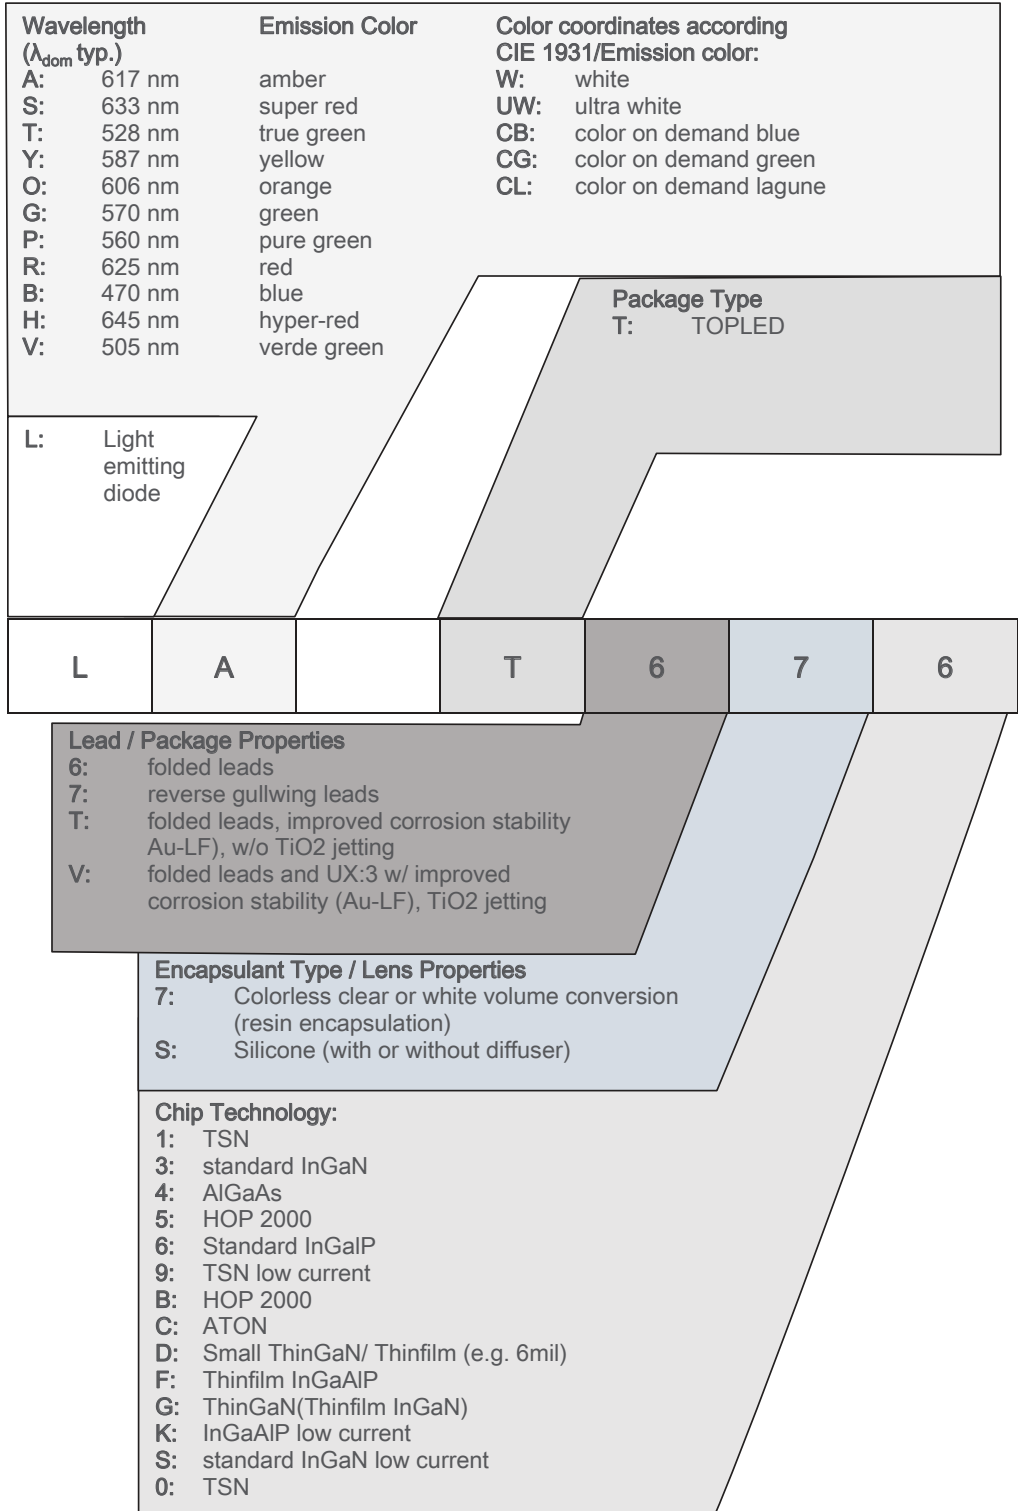 Wavelength Emission Color Color coordinates according
(λdom typ.) CIE 1931/Emission color:
A: 617 nm amber W: white
S: 633 nm super red UW: ultra white
T: 528 nm true green CB: color on demand blue
Y: 587 nm yellow CG: color on demand green
O: 606 nm orange CL: color on demand lagune
G: 570 nm green
P: 560 nm pure green
R: 625 nm red
B: 470 nm blue
H: 645 nm hyper-red
V: 505 nm verde green
Package Type
T: TOPLED
L: Light
emitting
diode
L A T 6 7 6
Lead / Package Properties
6: folded leads
7: reverse gullwing leads
T: folded leads, improved corrosion stability
Au-LF), w/o TiO2 jetting
V: folded leads and UX:3 w/ improved
corrosion stability (Au-LF), TiO2 jetting
Encapsulant Type / Lens Properties
7: Colorless clear or white volume conversion
(resin encapsulation)
S: Silicone (with or without diffuser)
Chip Technology:
1: TSN
3: standard InGaN
4: AlGaAs
5: HOP 2000
6: Standard InGalP
9: TSN low current
B: HOP 2000
C: ATON
D: Small ThinGaN/ Thinfilm (e.g. 6mil)
F: Thinfilm InGaAlP
G: ThinGaN(Thinfilm InGaN)
K: InGaAlP low current
S: standard InGaN low current
0: TSN